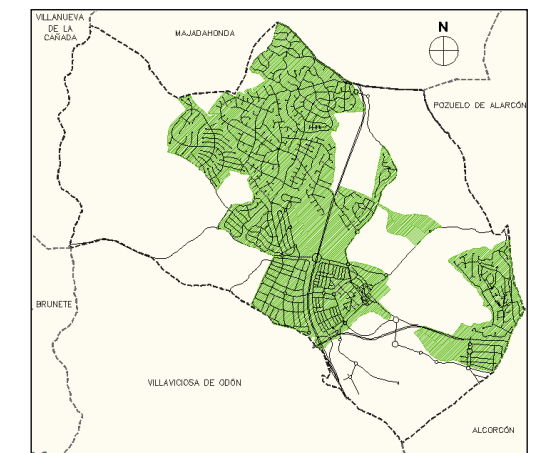 VILLANUEVA
DE LA
CAÑADA
MAJADAHONDA
N
POZUELO DE ALARCÓN
BRUNETE
VILLAVICIOSA DE ODÓN
ALCORCÓN